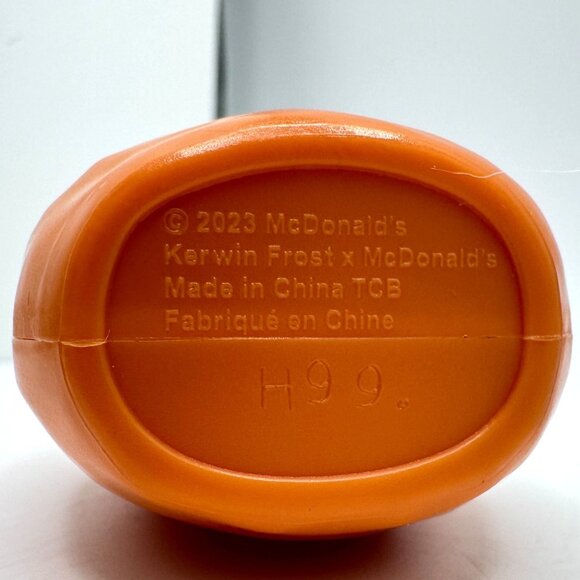 © 2023 McDonald's
Kerwin Frost x McDonald's
Made in China TCB
Fabriqué en Chine
H99.